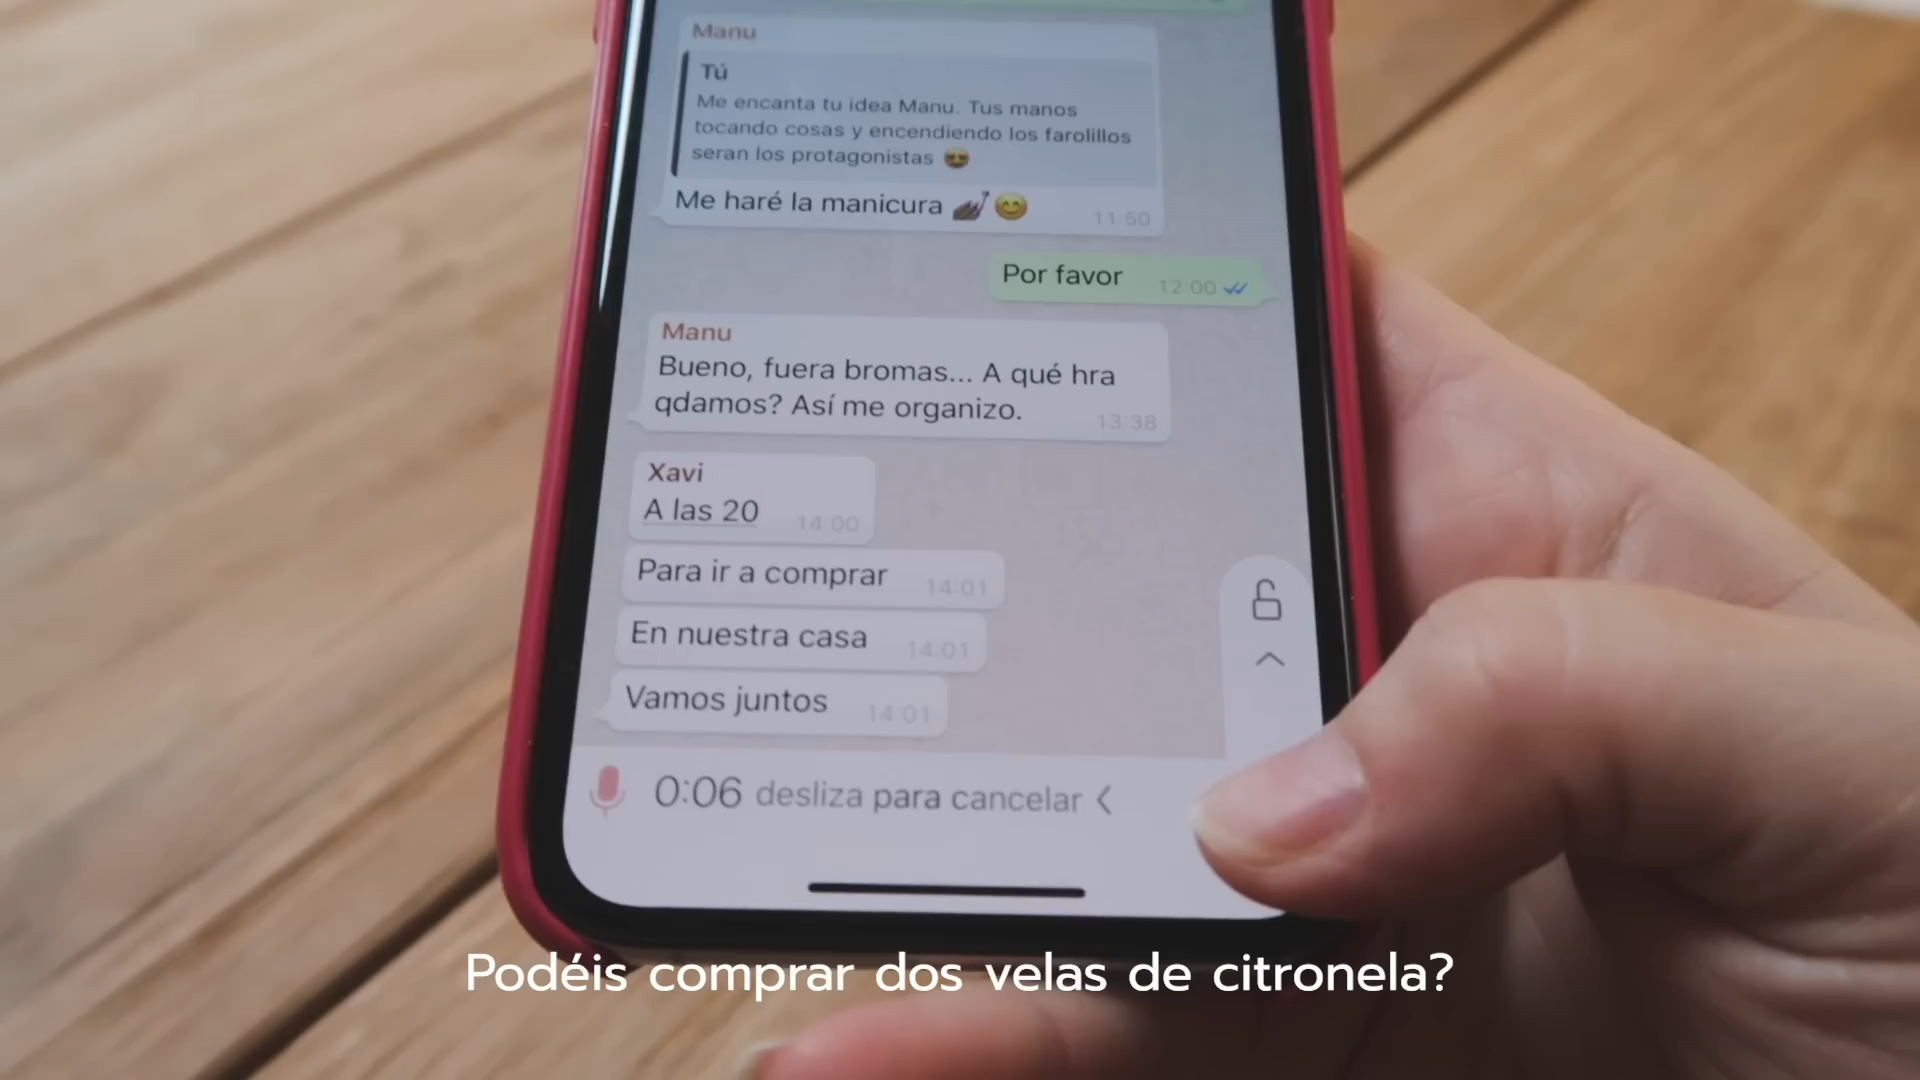 Manu
Tú
Me encanta tu idea Manu. Tus manos
tocando cosas y encendiendo los farolillos
seran los protagonistas 😍
Me haré la manicura 💅😊
11:50
Por favor
12:00
Manu
Bueno, fuera bromas... A qué hra
qdamos? Así me organizo.
13:38
Xavi
A las 20
14:00
Para ir a comprar
14:01
En nuestra casa
14:01
Vamos juntos
14:01
0:06 desliza para cancelar <
Podéis comprar dos velas de citronela?